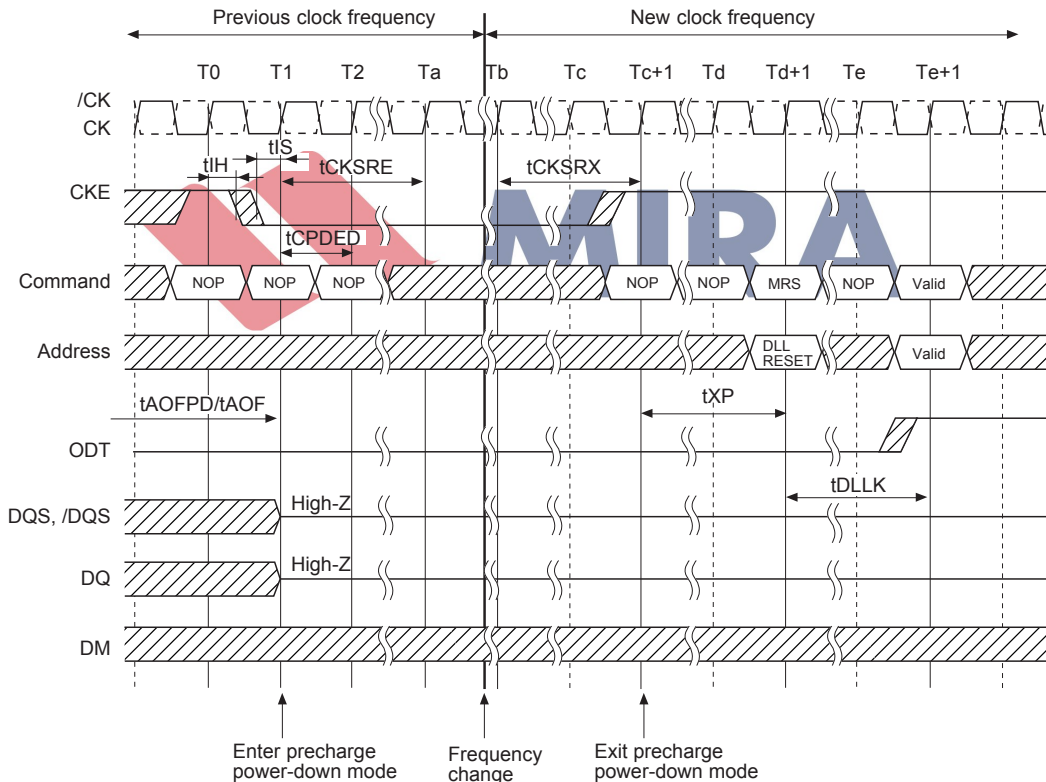 Previous clock frequency
New clock frequency
T0 T1 T2 Ta Tb Tc Tc+1 Td Td+1 Te Te+1
/CK
CK
tIH
tIS
tCKSRE
tCKSRX
CKE
tCPDED
MIRA
Command NOP NOP NOP NOP NOP MRS NOP Valid
Address DLL RESET Valid
tAOFPD/tAOF
tXP
ODT
tDLLK
DQS, /DQS High-Z
DQ High-Z
DM
Enter precharge
power-down mode
Frequency
change
Exit precharge
power-down mode